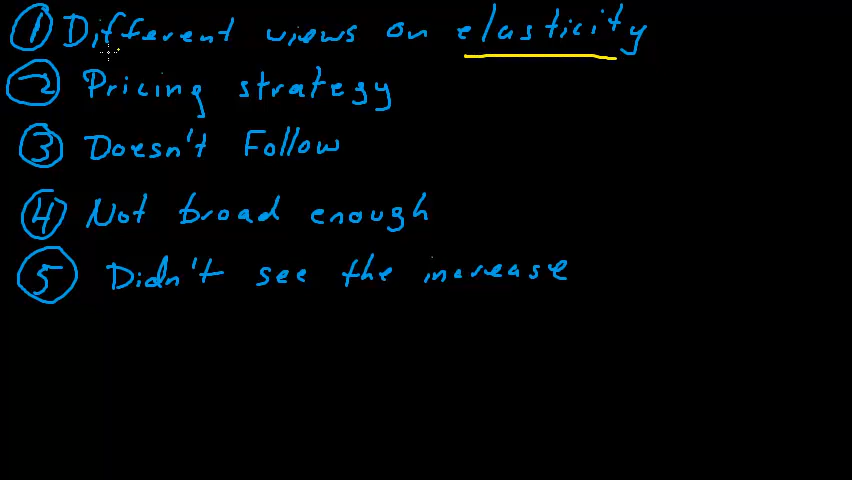 1 Different views on elasticity
2 Pricing strategy
3 Doesn't Follow
4 Not broad enough
5 Didn't see the increase